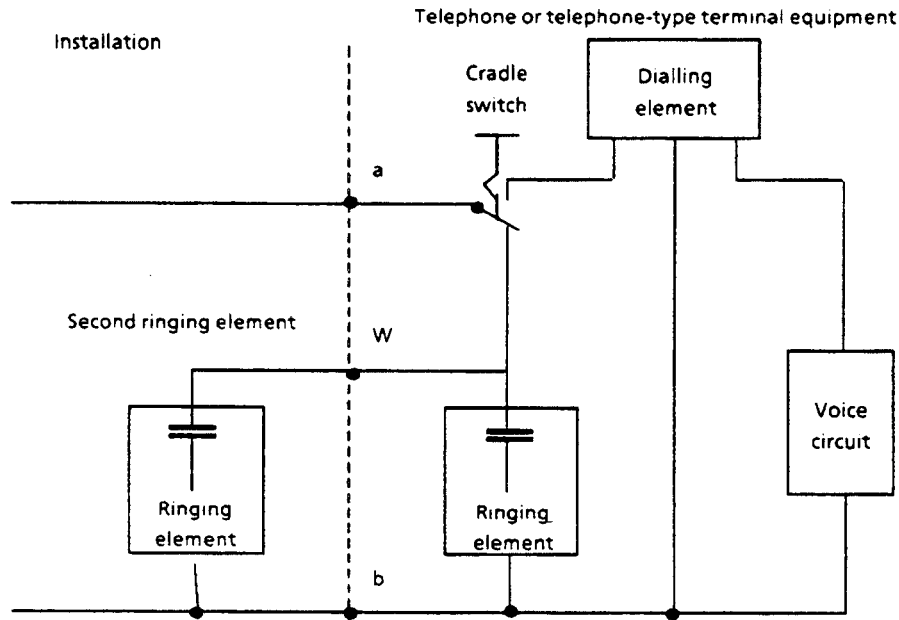 Telephone or telephone-type terminal equipment
Installation
Cradle
switch
Dialling
element
a
Second ringing element
W
Voice
circuit
Ringing
element
Ringing
element
b